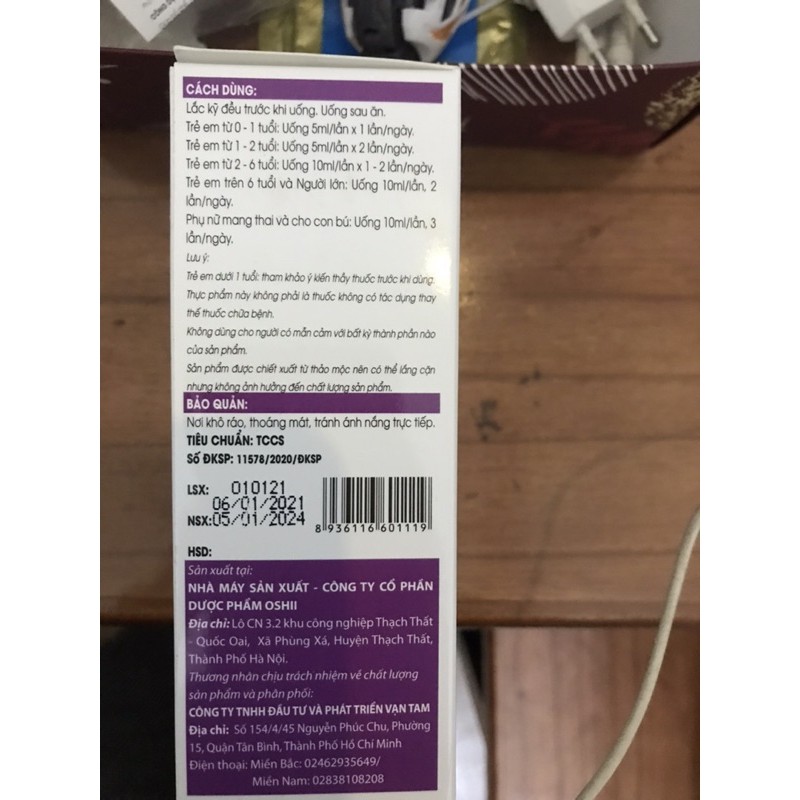 CÁCH DÙNG:
Lắc kỹ đều trước khi uống. Uống sau ăn.
Trẻ em từ 0 - 1 tuổi: Uống 5ml/lần x 1 lần/ngày.
Trẻ em từ 1 - 2 tuổi: Uống 5ml/lần x 2 lần/ngày.
Trẻ em từ 2 - 6 tuổi: Uống 10ml/lần x 1 - 2 lần/ngày.
Trẻ em trên 6 tuổi và Người lớn: Uống 10ml/lần, 2
lần/ngày.
Phụ nữ mang thai và cho con bú: Uống 10ml/lần, 3
lần/ngày.
Lưu ý:
Trẻ em dưới 1 tuổi: tham khảo ý kiến thầy thuốc trước khi dùng.
Thực phẩm này không phải là thuốc không có tác dụng thay
thế thuốc chữa bệnh.
Không dùng cho người có mẫn cảm với bất kỳ thành phần nào
của sản phẩm.
Sản phẩm được chiết xuất từ thảo mộc nên có thể lắng cặn
nhưng không ảnh hưởng đến chất lượng sản phẩm.
BẢO QUẢN:
Nơi khô ráo, thoáng mát, tránh ánh nắng trực tiếp.
TIÊU CHUẨN: TCCS
Số ĐKSP: 11578/2020/ĐKSP
LSX: 010121
06/01/2021
NSX: 05/01/2024
8 936116 601119
HSD:
Sản xuất tại:
NHÀ MÁY SẢN XUẤT - CÔNG TY CỔ PHẦN
DƯỢC PHẨM OSHII
Địa chỉ: Lô CN 3.2 khu công nghiệp Thạch Thất
- Quốc Oai, Xã Phùng Xá, Huyện Thạch Thất,
Thành Phố Hà Nội.
Thương nhân chịu trách nhiệm về chất lượng
sản phẩm và phân phối:
CÔNG TY TNHH ĐẦU TƯ VÀ PHÁT TRIỂN VẠN TAM
Địa chỉ: Số 154/4/45 Nguyễn Phúc Chu, Phường
15, Quận Tân Bình, Thành Phố Hồ Chí Minh
Điện thoại: Miền Bắc: 02462935649/
Miền Nam: 02838108208